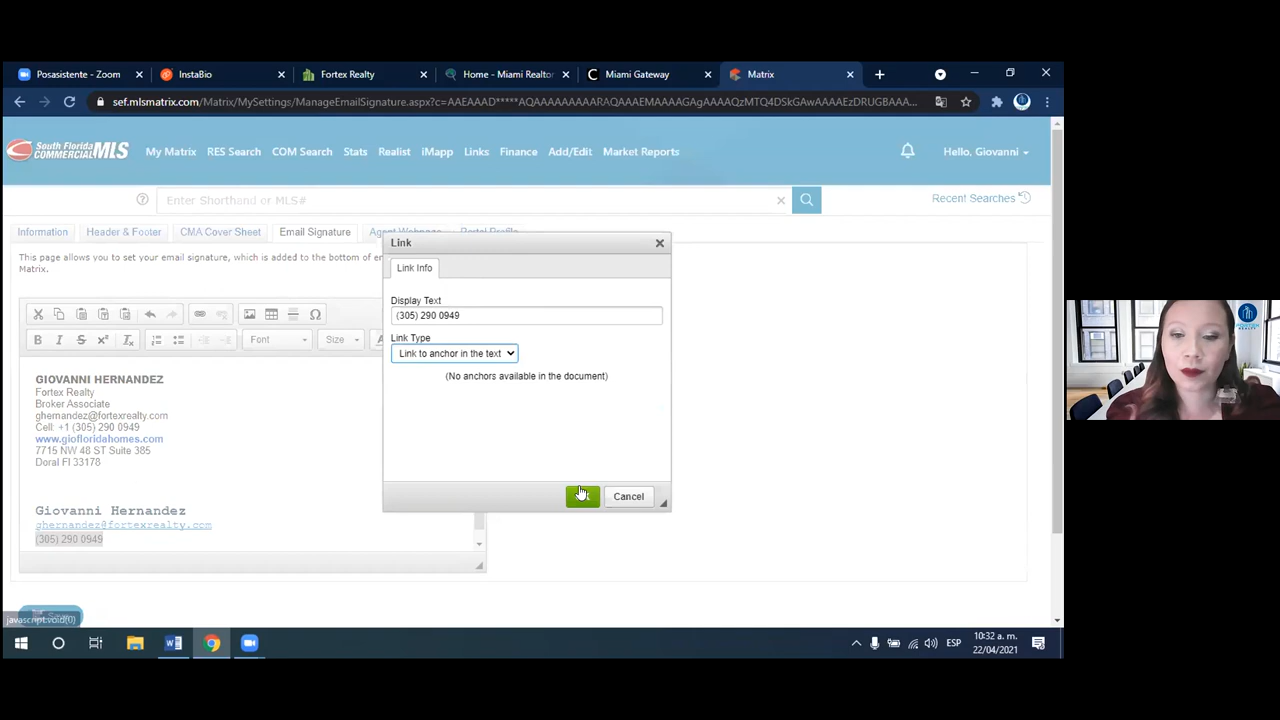 Posasistente - Zoom
InstaBio
Fortex Realty
Home - Miami Realtor
Miami Gateway
Matrix
sef.mlsmatrix.com/Matrix/MySettings/ManageEmailSignature.aspx?c=AAEAAAD*****AQAAAAAAAAARAQAAAEMAAAAGAgAAAAQzMTQ4DSkGAwAAAAEzDRUGBAAA...
South Florida
COMMERCIAL MLS
My Matrix RES Search COM Search Stats Realist iMapp Links Finance Add/Edit Market Reports
Hello, Giovanni
Enter Shorthand or MLS#
Recent Searches
Information Header & Footer CMA Cover Sheet Email Signature Agent Webpage Portal Profile
This page allows you to set your email signature, which is added to the bottom of
Matrix.
Font
Size
GIOVANNI HERNANDEZ
Fortex Realty
Broker Associate
ghernandez@fortexrealty.com
Cell: +1 (305) 290 0949
www.giofloridahomes.com
7715 NW 48 ST Suite 385
Doral Fl 33178
Giovanni Hernandez
ghernandez@fortexrealty.com
(305) 290 0949
Link
Link Info
Display Text
(305) 290 0949
Link Type
Link to anchor in the text
(No anchors available in the document)
Cancel
javascript:void(0)
ESP
10:32 a. m.
22/04/2021
FORTEX
REALTY